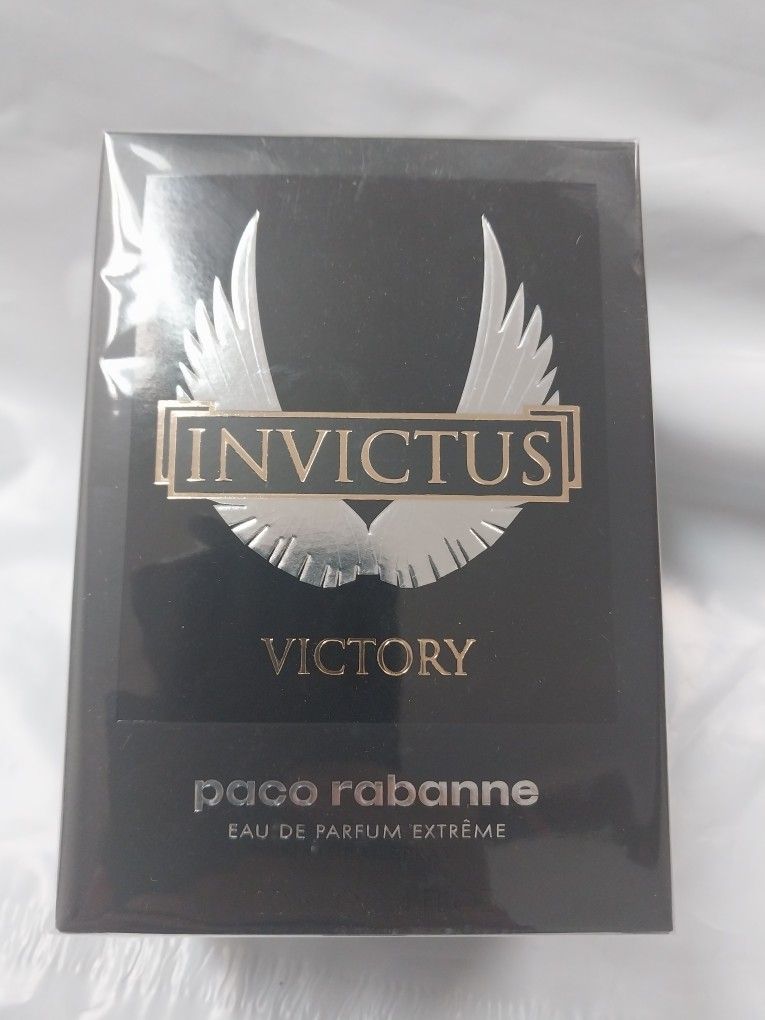 INVICTUS
VICTORY
paco rabanne
EAU DE PARFUM EXTRÊME